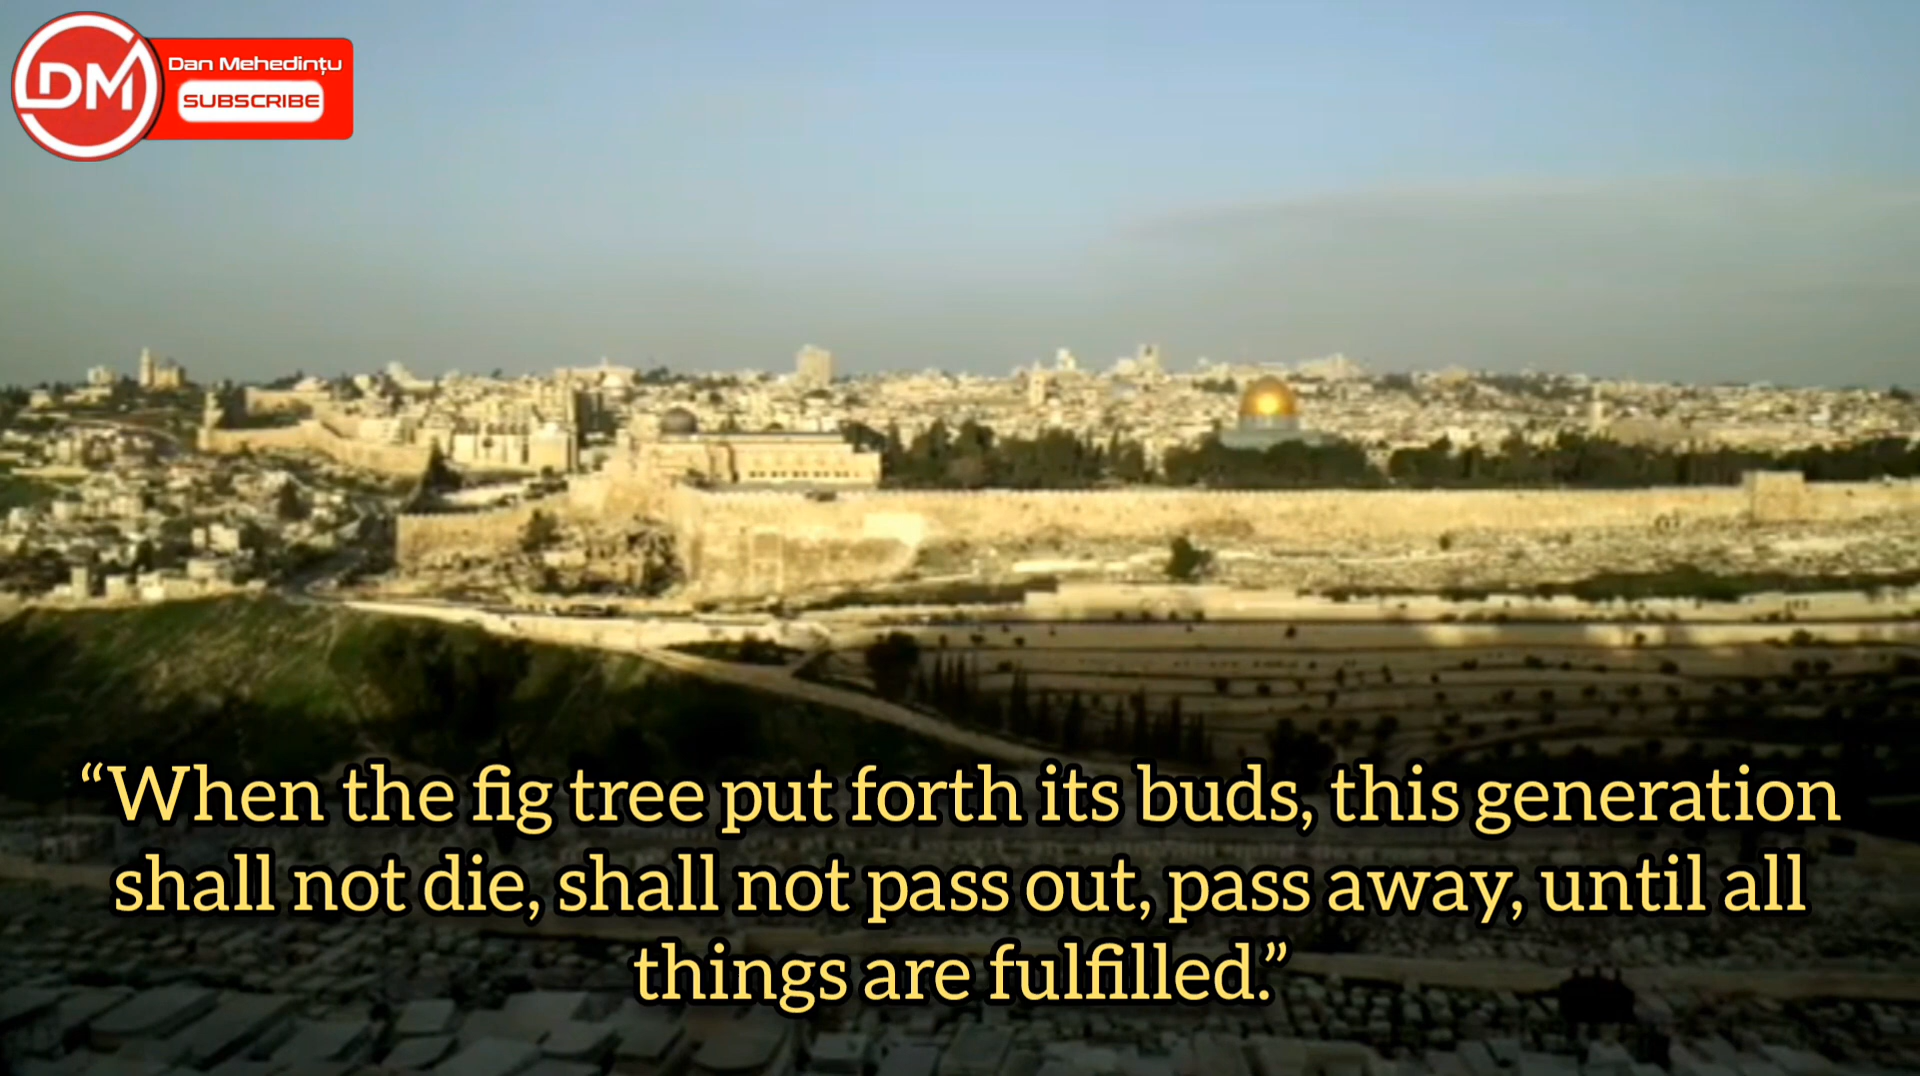 DM
Dan Mehedințu
SUBSCRIBE
“When the fig tree put forth its buds, this generation
shall not die, shall not pass out, pass away, until all
things are fulfilled.”